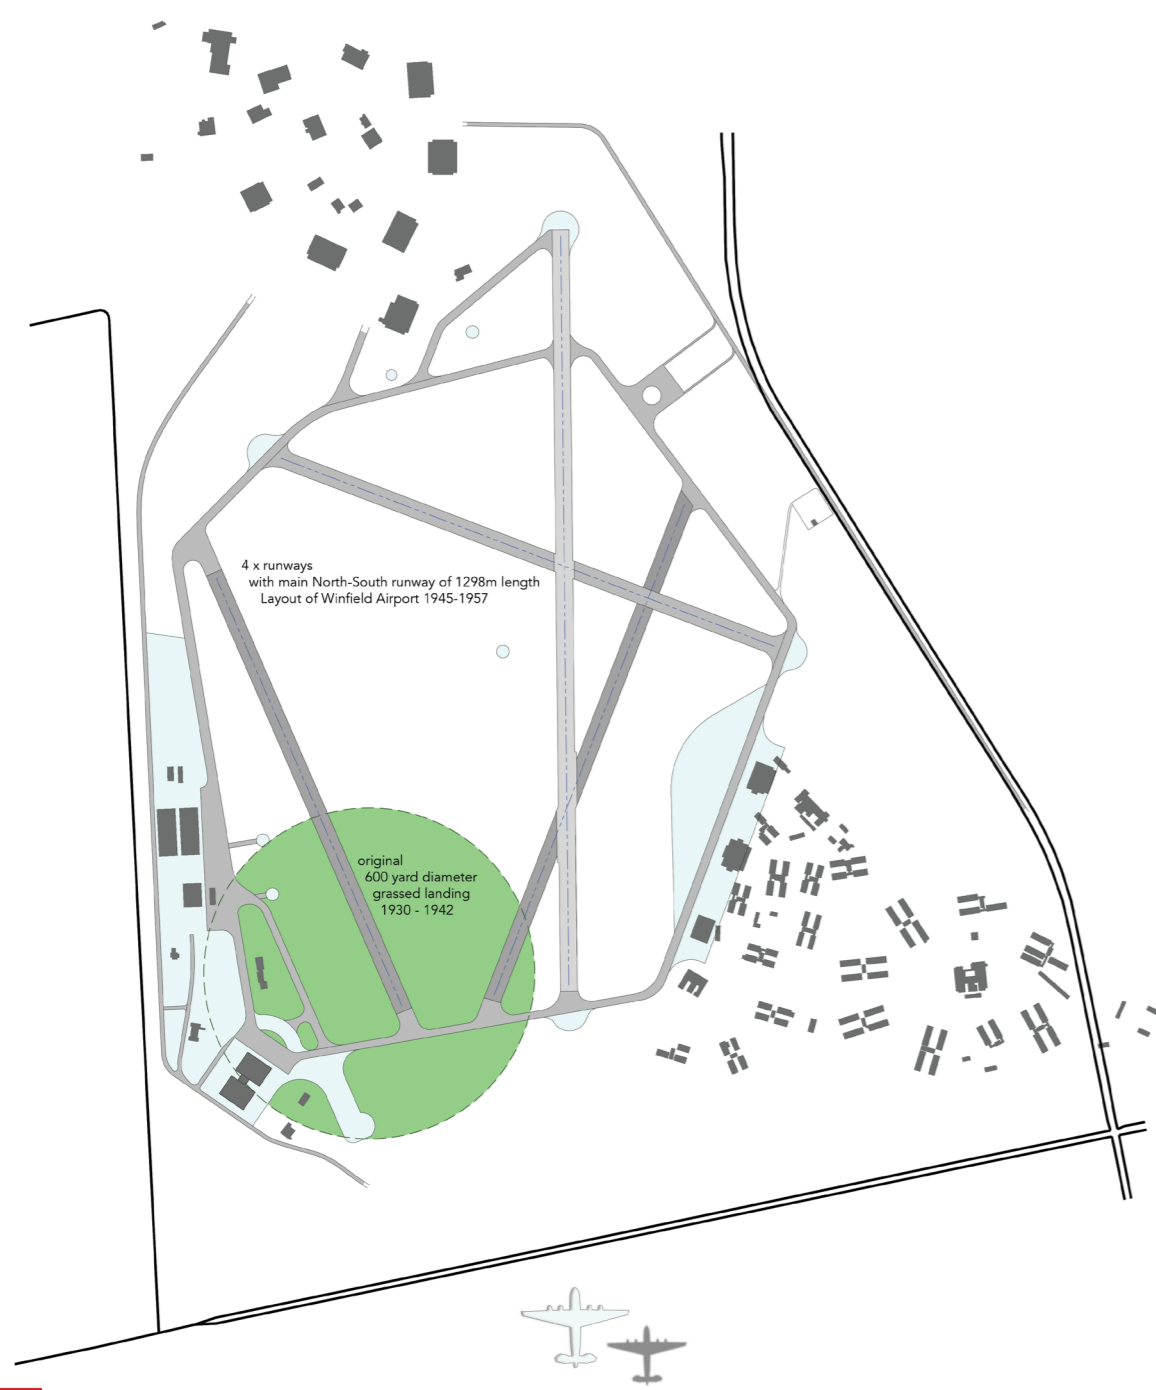 4 x runways
with main North-South runway of 1298m length
Layout of Winfield Airport 1945-1957
original
600 yard diameter
grassed landing
1930 - 1942